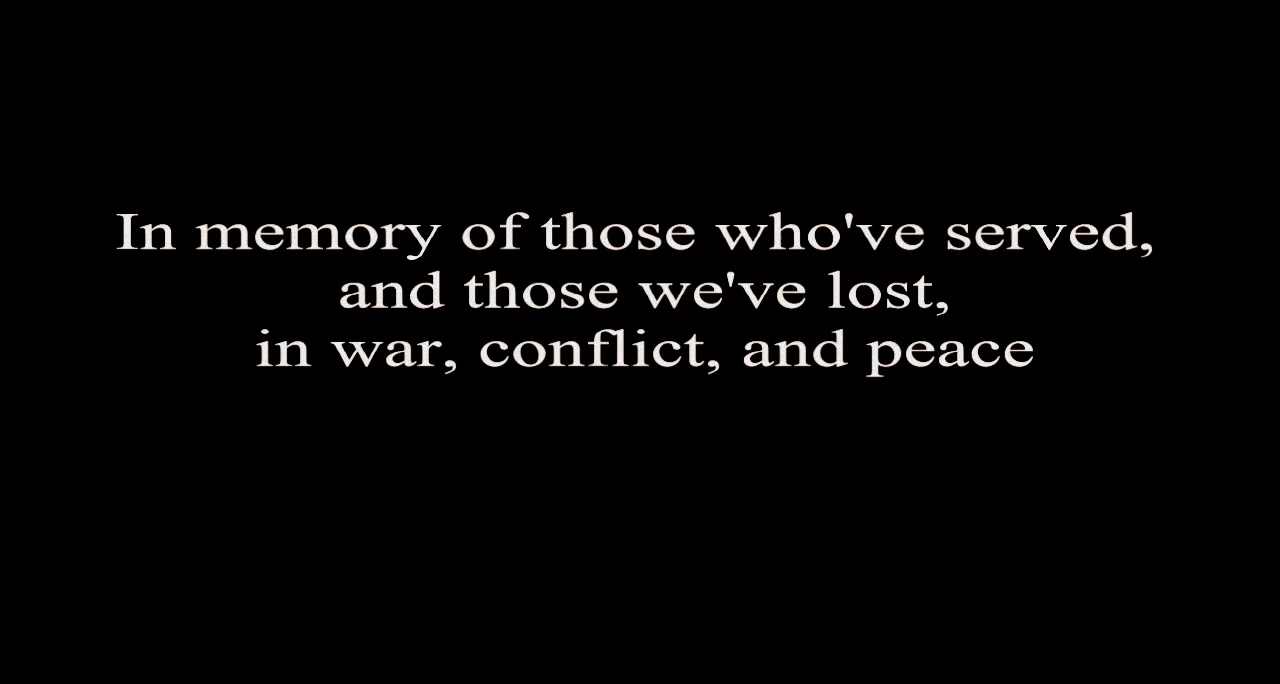 In memory of those who've served,
and those we've lost,
in war, conflict, and peace